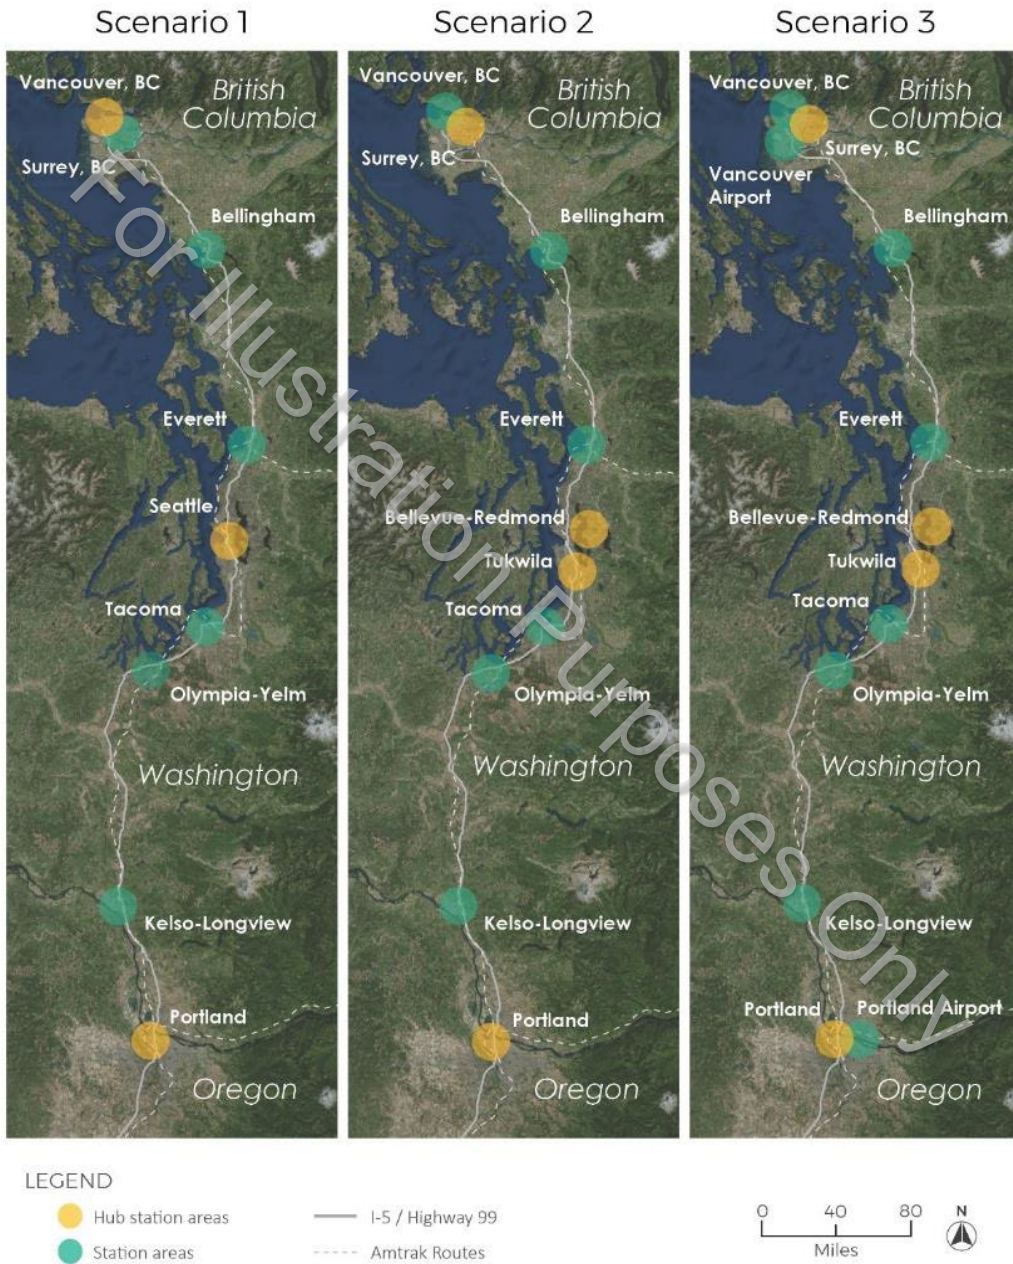 Scenario 1
Scenario 2
Scenario 3
Vancouver, BC
British
Columbia
Surrey, BC
Bellingham
Everett
Seattle
Tacoma
Olympia-Yelm
Washington
Kelso-Longview
Portland
Oregon
Vancouver, BC
British
Columbia
Surrey, BC
Bellingham
Everett
Bellevue-Redmond
Tukwila
Tacoma
Olympia-Yelm
Washington
Kelso-Longview
Portland
Oregon
Vancouver, BC
British
Columbia
Surrey, BC
Vancouver
Airport
Bellingham
Everett
Bellevue-Redmond
Tukwila
Tacoma
Olympia-Yelm
Washington
Kelso-Longview
Portland
Portland Airport
Oregon
For Illustration Purposes Only
LEGEND
Hub station areas
I-5 / Highway 99
Station areas
Amtrak Routes
0 40 80
Miles
N